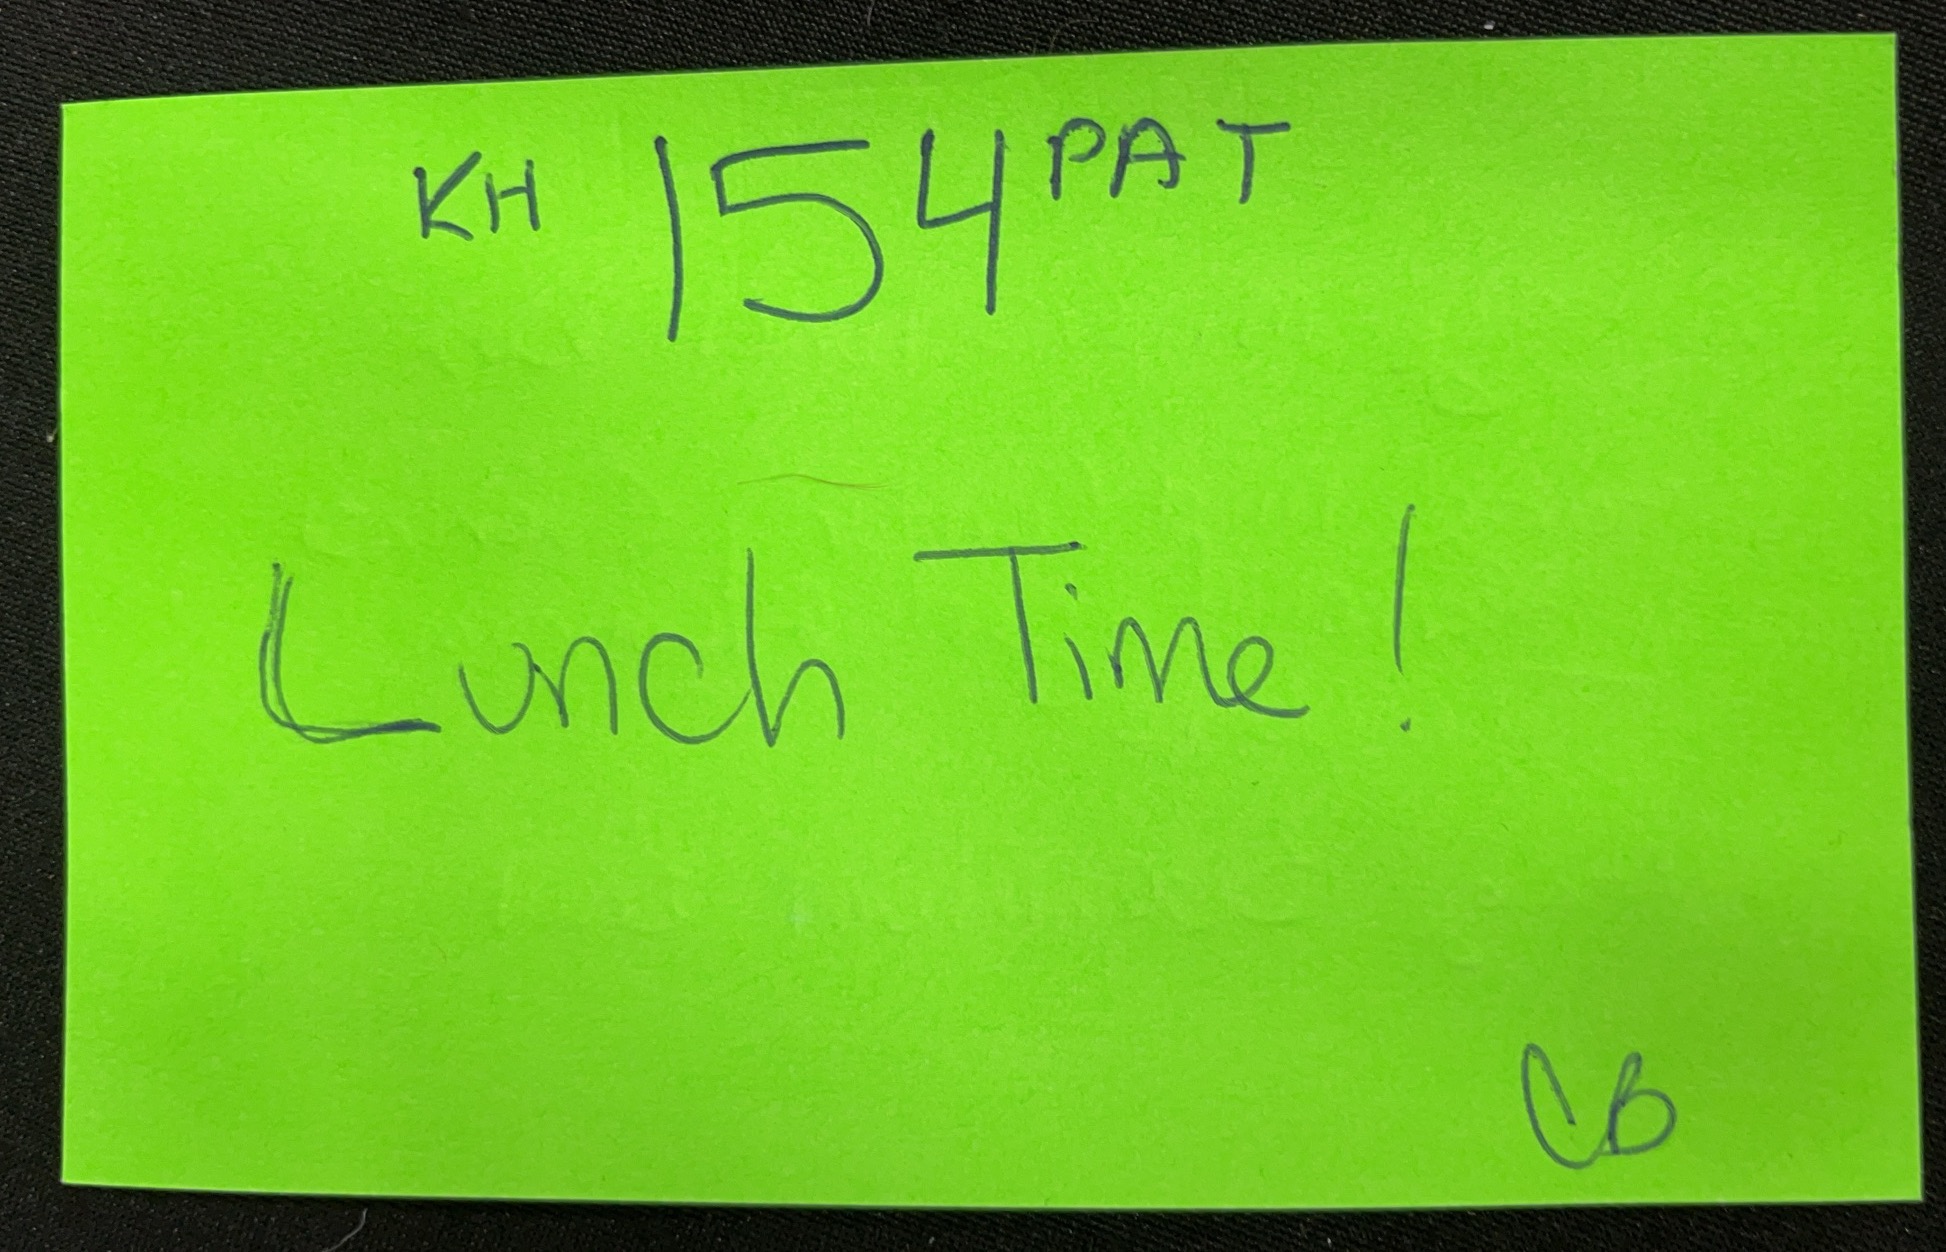 KH 154 PAT
Lunch Time!
CB